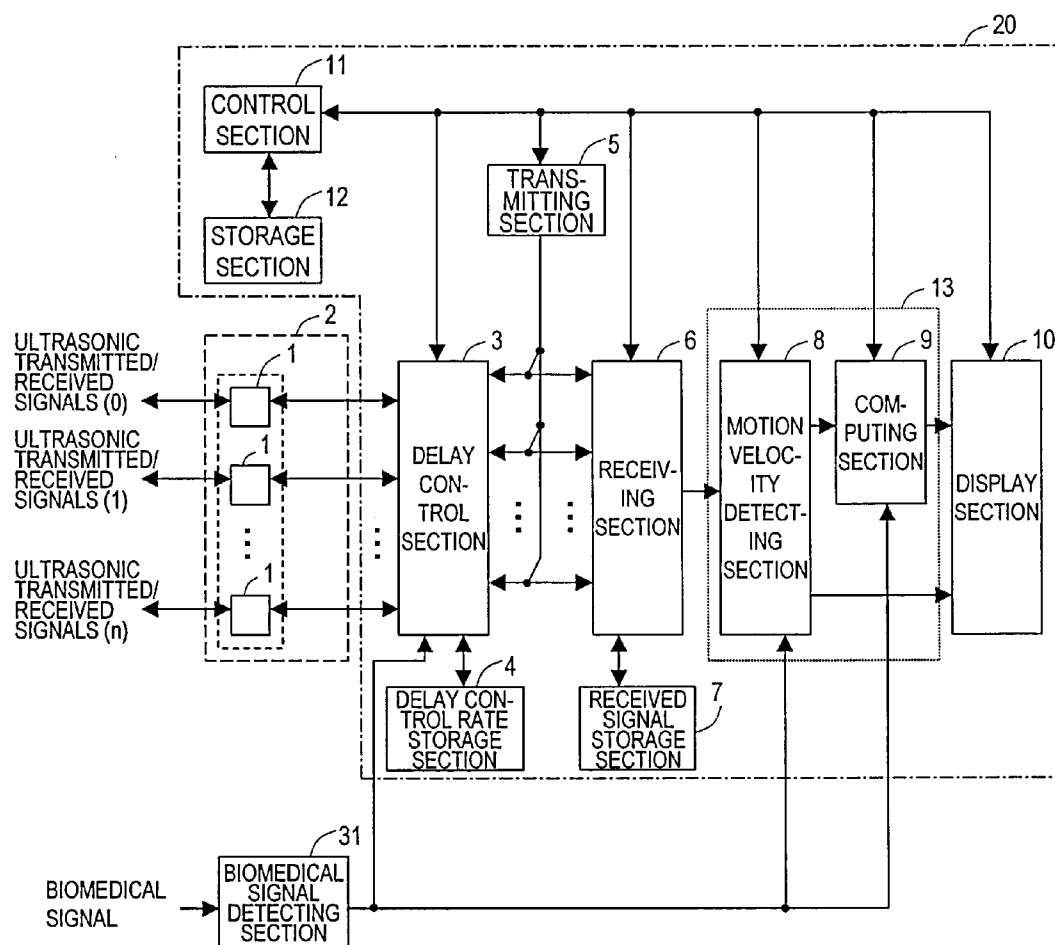 20
11
CONTROL
SECTION
12
STORAGE
SECTION
5
TRANS-
MITTING
SECTION
13
2
ULTRASONIC
TRANSMITTED/
RECEIVED
SIGNALS (0)
1
ULTRASONIC
TRANSMITTED/
RECEIVED
SIGNALS (1)
1
ULTRASONIC
TRANSMITTED/
RECEIVED
SIGNALS (n)
1
3
DELAY
CON-
TROL
SECTION
6
RECEIV-
ING
SECTION
8
MOTION
VELOC-
ITY
DETECT-
ING
SECTION
9
COM-
PUTING
SECTION
10
DISPLAY
SECTION
4
DELAY CON-
TROL RATE
STORAGE
SECTION
7
RECEIVED
SIGNAL
STORAGE
SECTION
31
BIOMEDICAL
SIGNAL
BIOMEDICAL
SIGNAL
DETECTING
SECTION